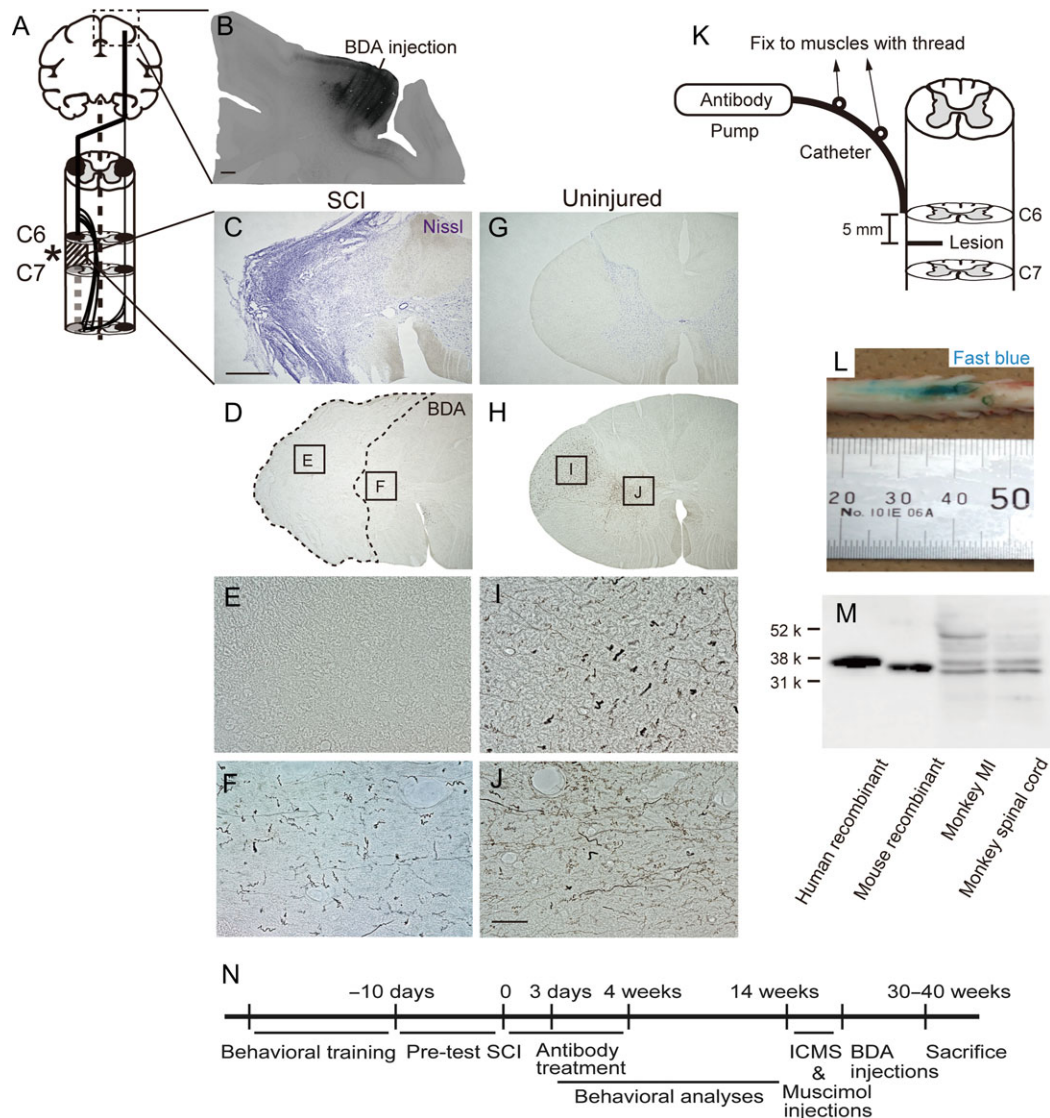 A
B
BDA injection
C6
*
C7
SCI
Uninjured
C
Nissl
G
D
BDA
E
F
H
I
J
E
I
F
J
K
Fix to muscles with thread
Antibody
Pump
Catheter
C6
5 mm
Lesion
C7
L
Fast blue
20 30 40 50
No. 101E 06A
M
52 k
38 k
31 k
Human recombinant
Mouse recombinant
Monkey MI
Monkey spinal cord
N
–10 days 0 3 days 4 weeks 14 weeks 30–40 weeks
Behavioral training Pre-test SCI Antibody treatment ICMS & Muscimol injections BDA injections Sacrifice
Behavioral analyses